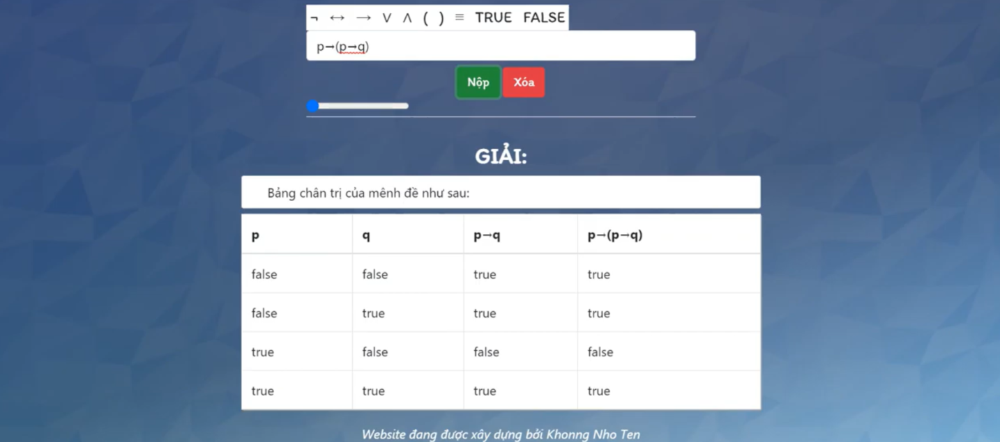 ¬ ↔ → ∨ ∧ ( ) ≡ TRUE FALSE
p→(p→q)
Nộp Xóa
GIẢI:
Bảng chân trị của mệnh đề như sau:
p q p→q p→(p→q)
false false true true
false true true true
true false false false
true true true true
Website đang được xây dựng bởi Khonng Nho Ten